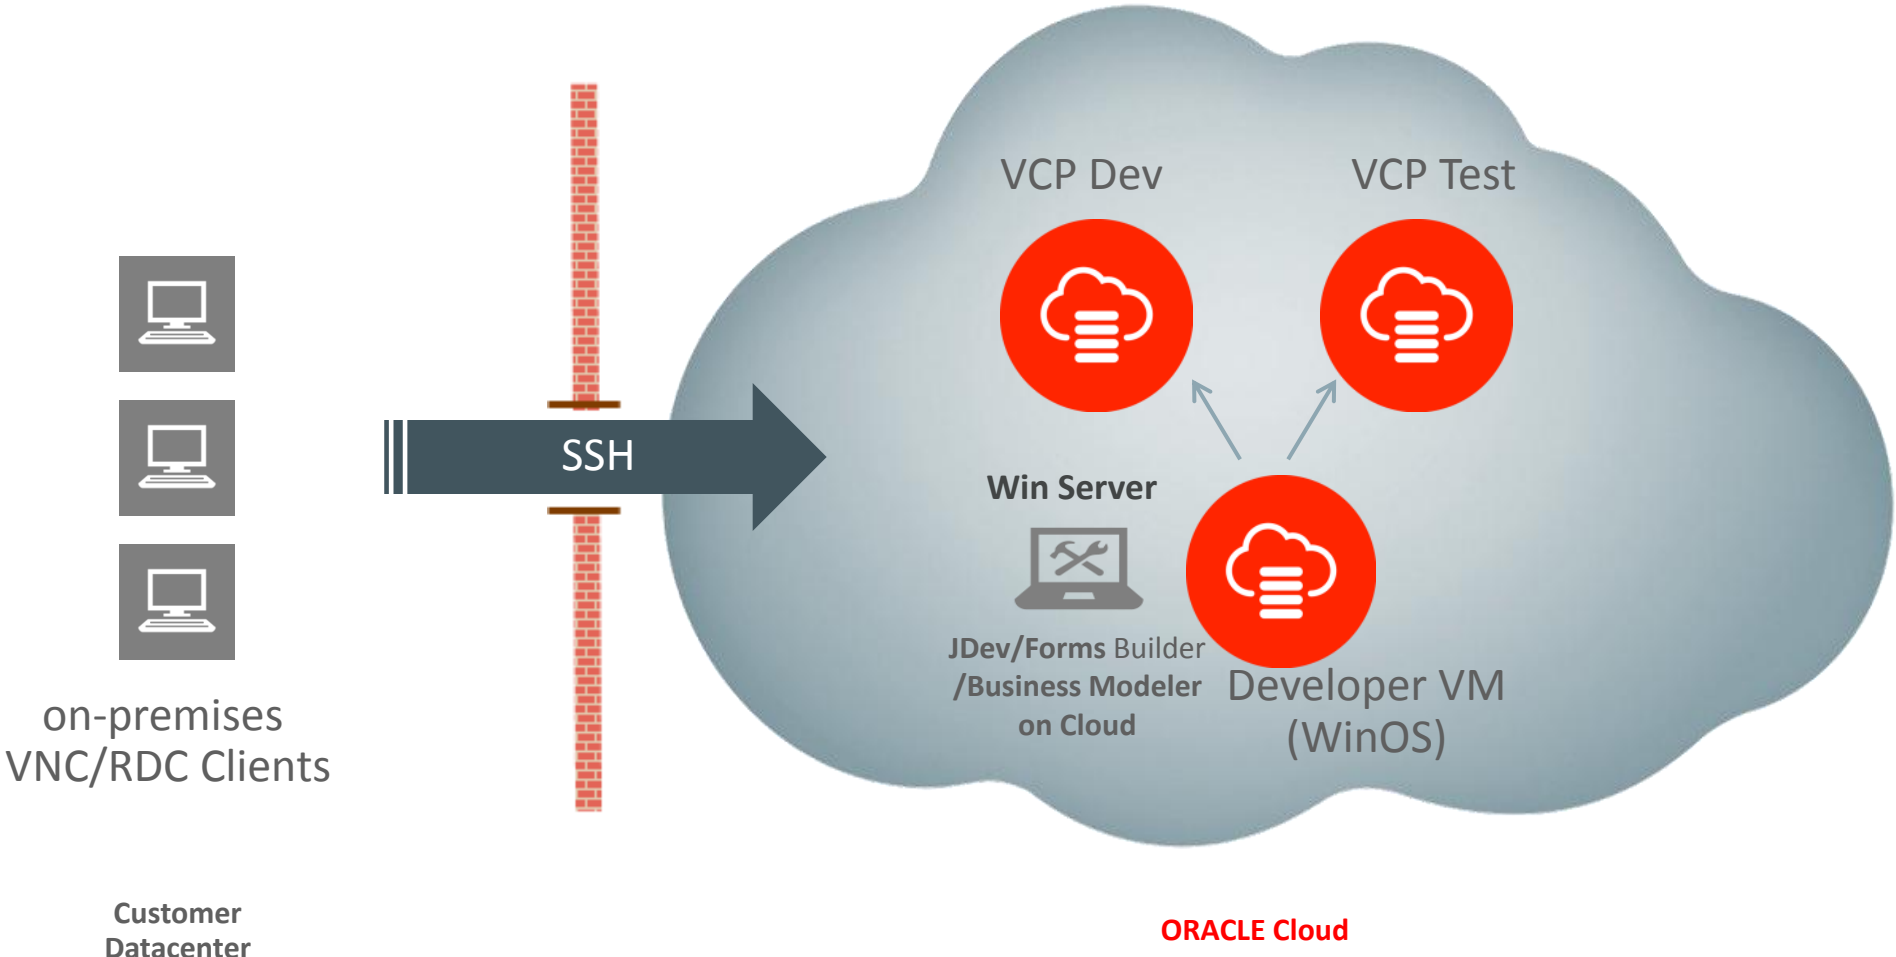 VCP Dev
VCP Test
SSH
Win Server
JDev/Forms Builder
/Business Modeler
on Cloud
Developer VM
(WinOS)
on-premises
VNC/RDC Clients
Customer
Datacenter
ORACLE Cloud